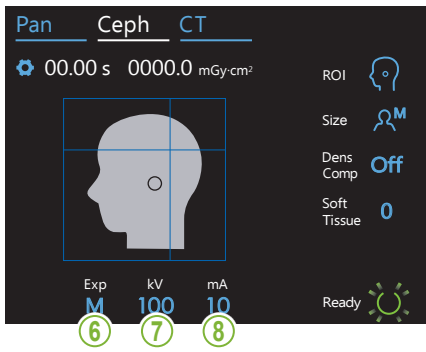 Pan Ceph CT
00.00 s 0000.0 mGy·cm²
ROI
Size M
Dens
Comp Off
Soft
Tissue 0
Exp kV mA
M 100 10
Ready
6 7 8